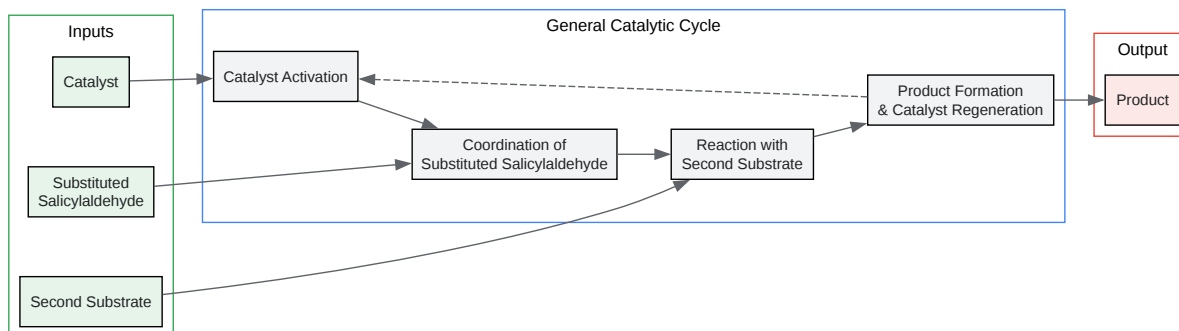 Inputs
Catalyst
Substituted
Salicylaldehyde
Second Substrate
General Catalytic Cycle
Catalyst Activation
Coordination of
Substituted Salicylaldehyde
Reaction with
Second Substrate
Product Formation
& Catalyst Regeneration
Output
Product